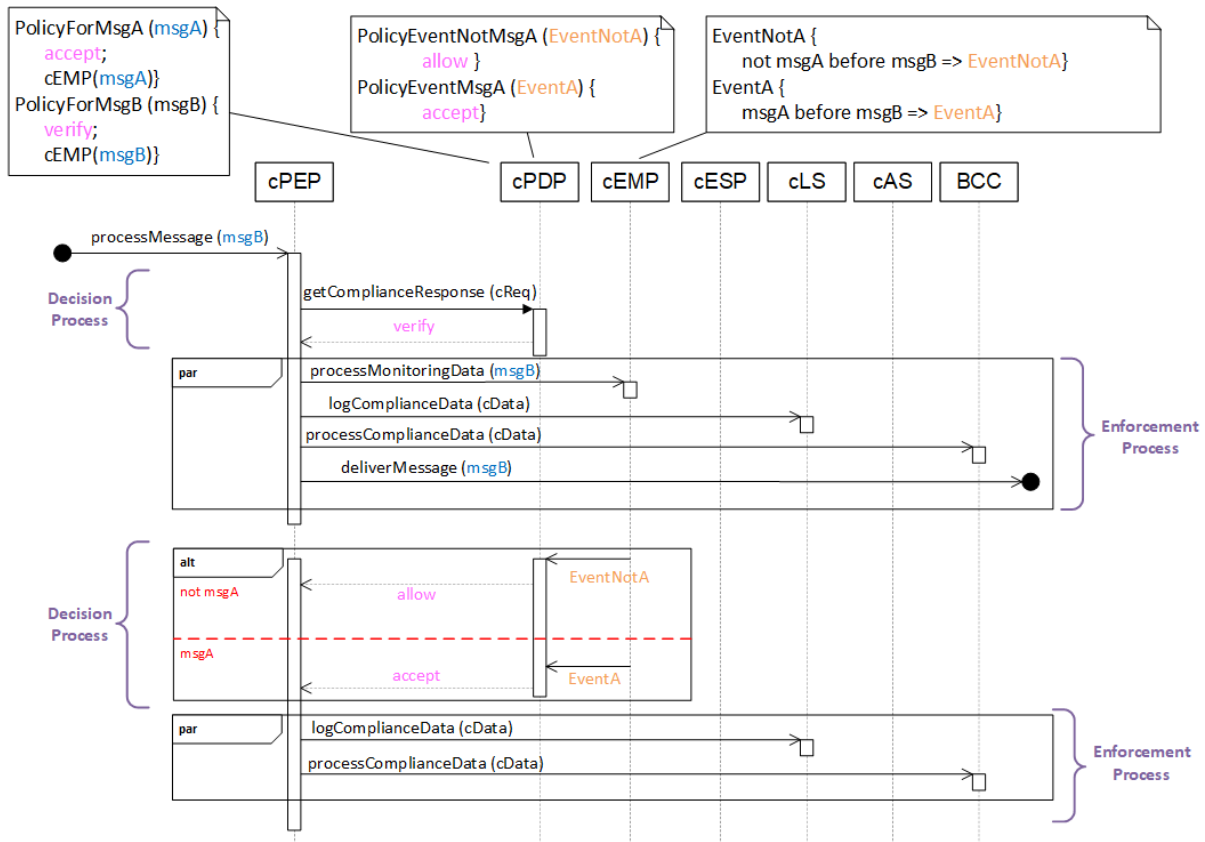 PolicyForMsgA (msgA) {
accept;
cEMP(msgA)}
PolicyForMsgB (msgB) {
verify;
cEMP(msgB)}
PolicyEventNotMsgA (EventNotA) {
allow }
PolicyEventMsgA (EventA) {
accept}
EventNotA {
not msgA before msgB => EventNotA}
EventA {
msgA before msgB => EventA}
cPEP
cPDP
cEMP
cESP
cLS
cAS
BCC
processMessage (msgB)
Decision
Process
getComplianceResponse (cReq)
verify
par
processMonitoringData (msgB)
logComplianceData (cData)
processComplianceData (cData)
deliverMessage (msgB)
Enforcement
Process
Decision
Process
alt
not msgA
EventNotA
allow
msgA
accept
EventA
par
logComplianceData (cData)
processComplianceData (cData)
Enforcement
Process